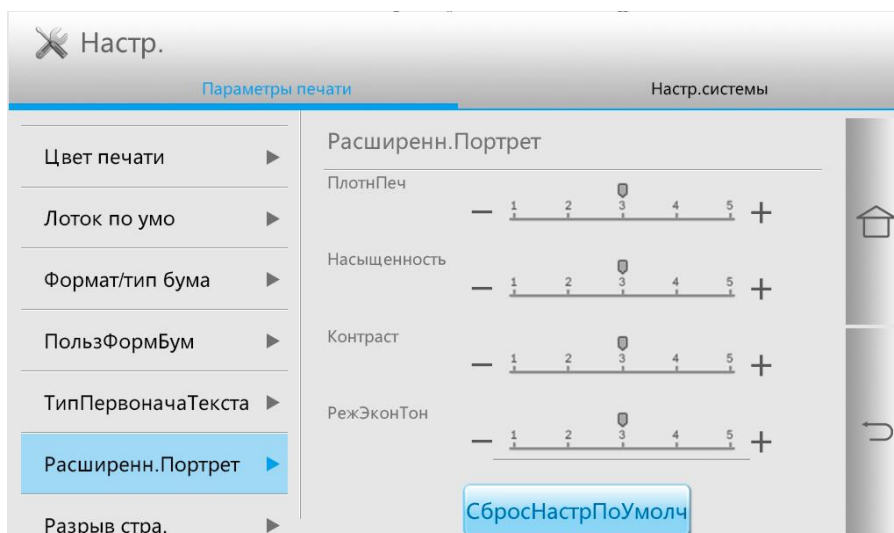 Настр.
Параметры печати
Настр.системы
Цвет печати
Лоток по умо
Формат/тип бума
ПользФормБум
ТипПервоначаТекста
Расширенн.Портрет
Разрыв стра.
Расширенн.Портрет
ПлотнПеч
− 1 2 3 4 5 +
Насыщенность
− 1 2 3 4 5 +
Контраст
− 1 2 3 4 5 +
РежЭконТон
− 1 2 3 4 5 +
СбросНастрПоУмолч